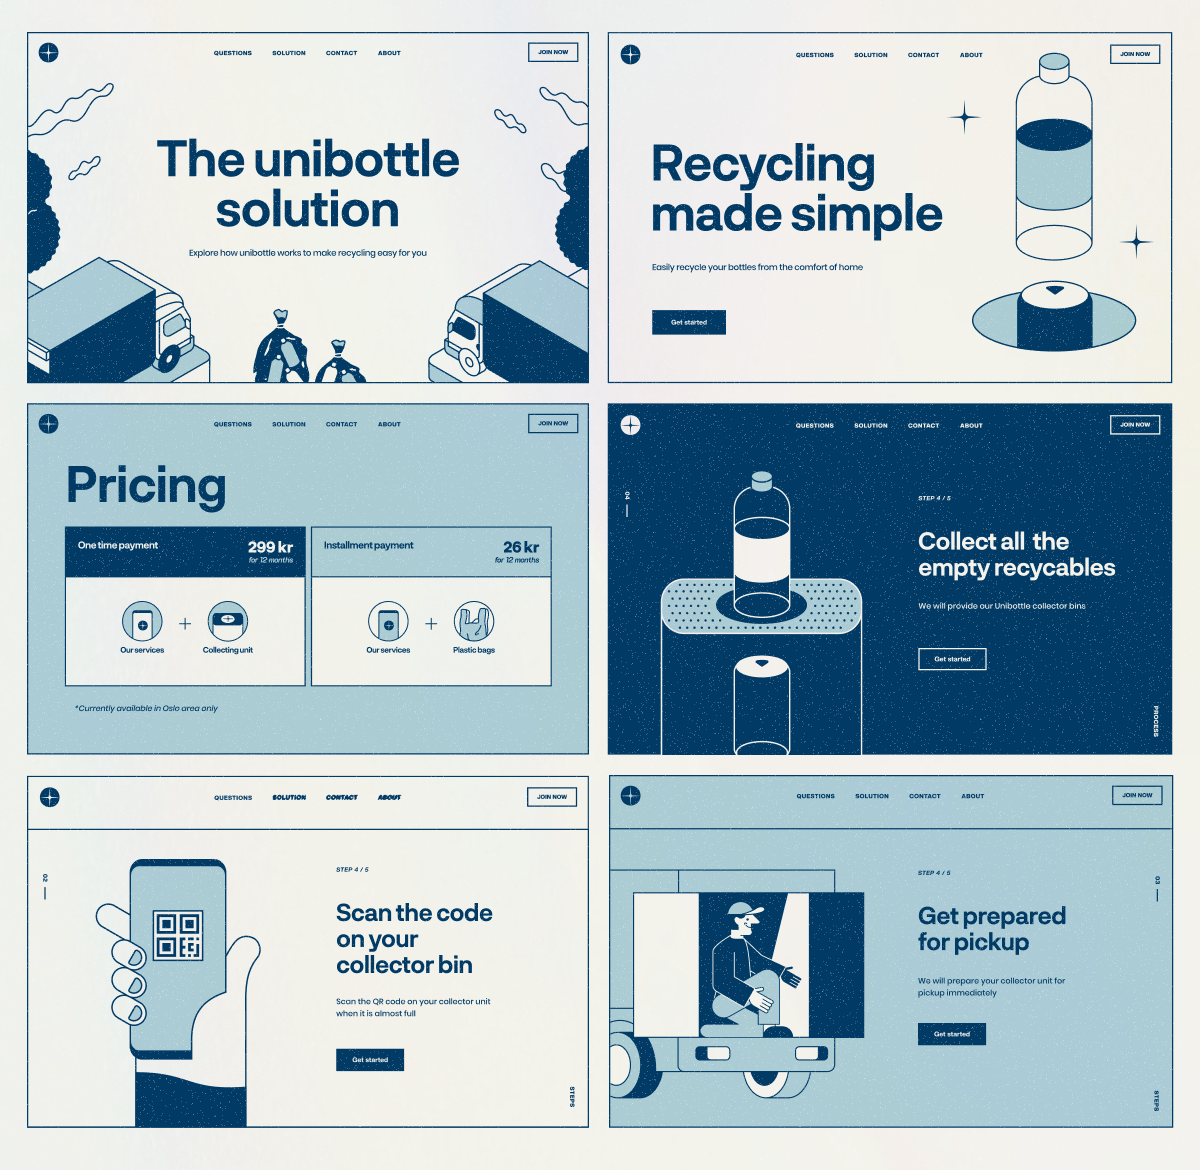 QUESTIONS SOLUTION CONTACT ABOUT JOIN NOW
The unibottle
solution
Explore how unibottle works to make recycling easy for you
QUESTIONS SOLUTION CONTACT ABOUT JOIN NOW
Recycling
made simple
Easily recycle your bottles from the comfort of home
Get started
QUESTIONS SOLUTION CONTACT ABOUT JOIN NOW
Pricing
One time payment 299 kr
for 12 months
Our services + Collecting unit
Installment payment 26 kr
for 12 months
Our services + Plastic bags
*Currently available in Oslo area only
QUESTIONS SOLUTION CONTACT ABOUT JOIN NOW
04
STEP 4 / 5
Collect all the
empty recycables
We will provide our Unibottle collector bins
Get started
PROCESS
QUESTIONS SOLUTION CONTACT ABOUT JOIN NOW
02
STEP 4 / 5
Scan the code
on your
collector bin
Scan the QR code on your collector unit
when it is almost full
Get started
STEPS
QUESTIONS SOLUTION CONTACT ABOUT JOIN NOW
03
STEP 4 / 5
Get prepared
for pickup
We will prepare your collector unit for
pickup immediately
Get started
STEPS